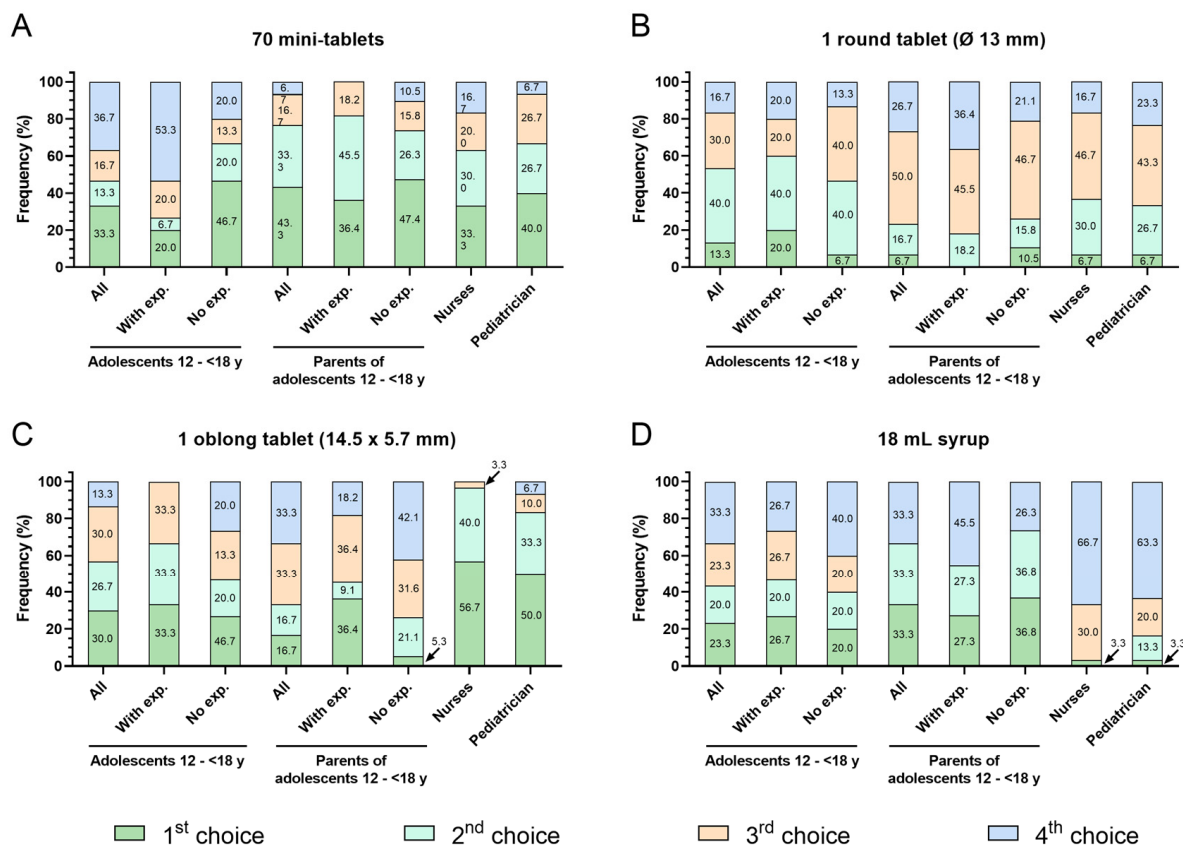 A
70 mini-tablets
Frequency (%)
100
80
60
40
20
0
36.7
16.7
13.3
33.3
53.3
20.0
6.7
20.0
20.0
13.3
20.0
46.7
6.
7
16.
7
33.
3
43.
3
18.2
45.5
36.4
10.5
15.8
26.3
47.4
16.
7
20.
0
30.
0
33.
3
6.7
26.7
26.7
40.0
All
With exp.
No exp.
All
With exp.
No exp.
Nurses
Pediatrician
Adolescents 12 - <18 y
Parents of
adolescents 12 - <18 y
B
1 round tablet (Ø 13 mm)
Frequency (%)
100
80
60
40
20
0
16.7
30.0
40.0
13.3
20.0
20.0
40.0
20.0
13.3
40.0
40.0
6.7
26.7
50.0
16.7
6.7
36.4
45.5
18.2
21.1
46.7
15.8
10.5
16.7
46.7
30.0
6.7
23.3
43.3
26.7
6.7
All
With exp.
No exp.
All
With exp.
No exp.
Nurses
Pediatrician
Adolescents 12 - <18 y
Parents of
adolescents 12 - <18 y
C
1 oblong tablet (14.5 x 5.7 mm)
Frequency (%)
100
80
60
40
20
0
13.3
30.0
26.7
30.0
33.3
33.3
33.3
20.0
13.3
20.0
46.7
33.3
33.3
16.7
16.7
18.2
36.4
9.1
36.4
42.1
31.6
21.1
5.3
3.3
40.0
56.7
6.7
10.0
33.3
50.0
All
With exp.
No exp.
All
With exp.
No exp.
Nurses
Pediatrician
Adolescents 12 - <18 y
Parents of
adolescents 12 - <18 y
D
18 mL syrup
Frequency (%)
100
80
60
40
20
0
33.3
23.3
20.0
23.3
26.7
26.7
20.0
26.7
40.0
20.0
20.0
20.0
33.3
33.3
33.3
45.5
27.3
27.3
26.3
36.8
36.8
66.7
30.0
3.3
63.3
20.0
13.3
3.3
All
With exp.
No exp.
All
With exp.
No exp.
Nurses
Pediatrician
Adolescents 12 - <18 y
Parents of
adolescents 12 - <18 y
1st choice
2nd choice
3rd choice
4th choice